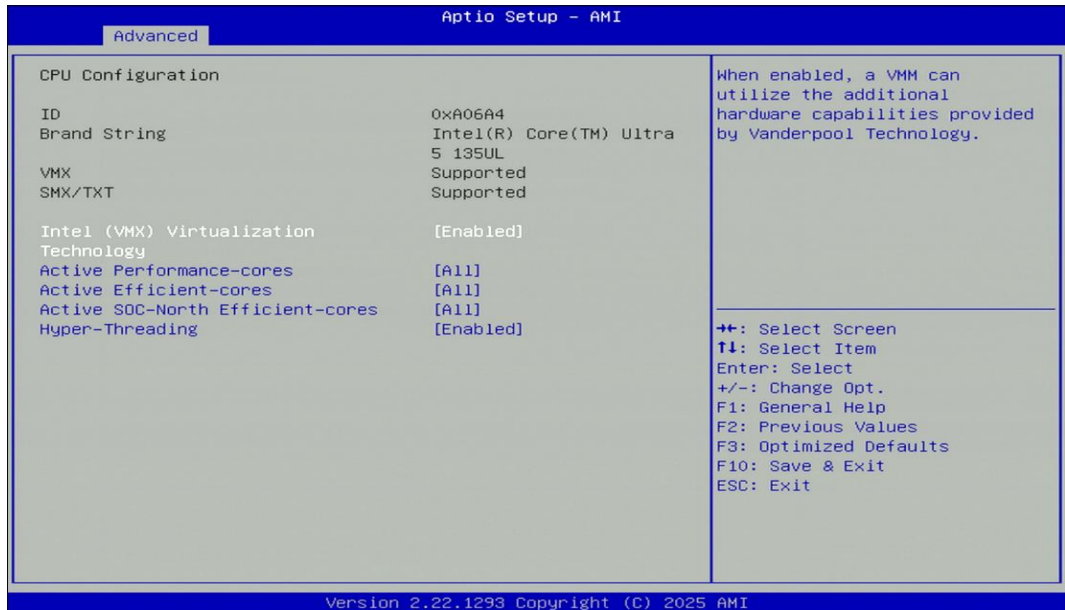 Aptio Setup – AMI
Advanced
CPU Configuration
ID 0xA06A4
Brand String Intel(R) Core(TM) Ultra
5 135UL
VMX Supported
SMX/TXT Supported
Intel (VMX) Virtualization [Enabled]
Technology
Active Performance-cores [All]
Active Efficient-cores [All]
Active SOC-North Efficient-cores [All]
Hyper-Threading [Enabled]
When enabled, a VMM can
utilize the additional
hardware capabilities provided
by Vanderpool Technology.
→←: Select Screen
↑↓: Select Item
Enter: Select
+/-: Change Opt.
F1: General Help
F2: Previous Values
F3: Optimized Defaults
F10: Save & Exit
ESC: Exit
Version 2.22.1293 Copyright (C) 2025 AMI